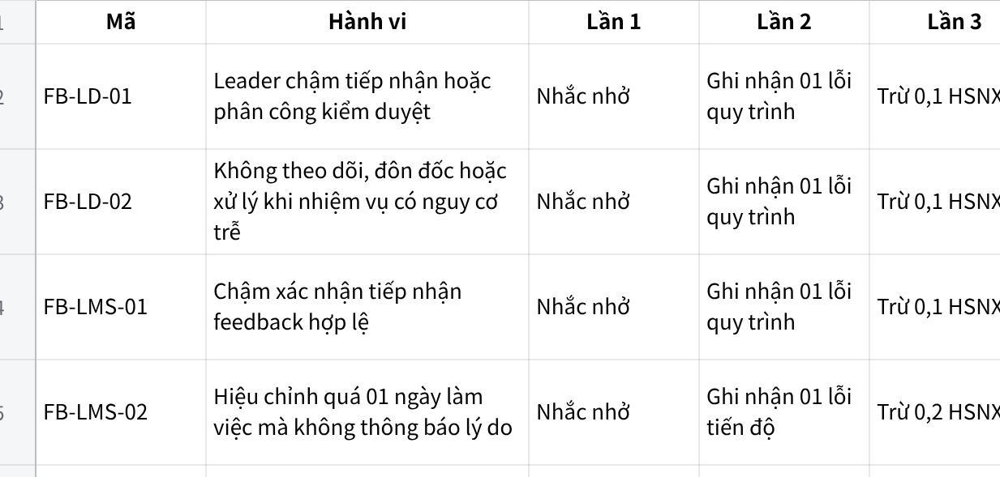 Mã Hành vi Lần 1 Lần 2 Lần 3
FB-LD-01
Leader chậm tiếp nhận hoặc
phân công kiểm duyệt
Nhắc nhở
Ghi nhận 01 lỗi
quy trình
Trừ 0,1 HSNX
3
FB-LD-02
Không theo dõi, đôn đốc hoặc
xử lý khi nhiệm vụ có nguy cơ
trễ
Nhắc nhở
Ghi nhận 01 lỗi
quy trình
Trừ 0,1 HSNX
4
FB-LMS-01
Chậm xác nhận tiếp nhận
feedback hợp lệ
Nhắc nhở
Ghi nhận 01 lỗi
quy trình
Trừ 0,1 HSNX
5
FB-LMS-02
Hiệu chỉnh quá 01 ngày làm
việc mà không thông báo lý do
Nhắc nhở
Ghi nhận 01 lỗi
tiến độ
Trừ 0,2 HSNX